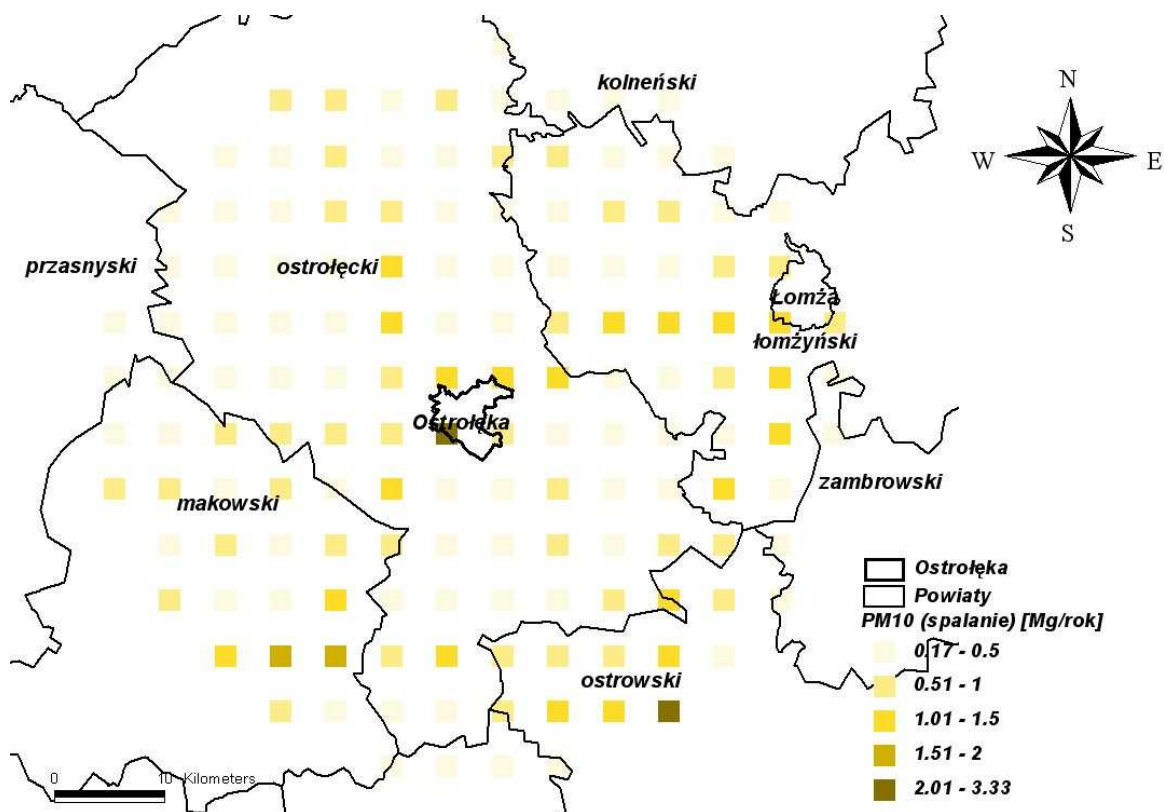 kolneński
N
W E
S
przasnyski
ostrołęcki
Łomża
łomżyński
Ostrołęka
makowski
zambrowski
Ostrołęka
Powiaty
PM10 (spalanie) [Mg/rok]
0.17 - 0.5
0.51 - 1
ostrowski
1.01 - 1.5
1.51 - 2
2.01 - 3.33
0 10 Kilometers